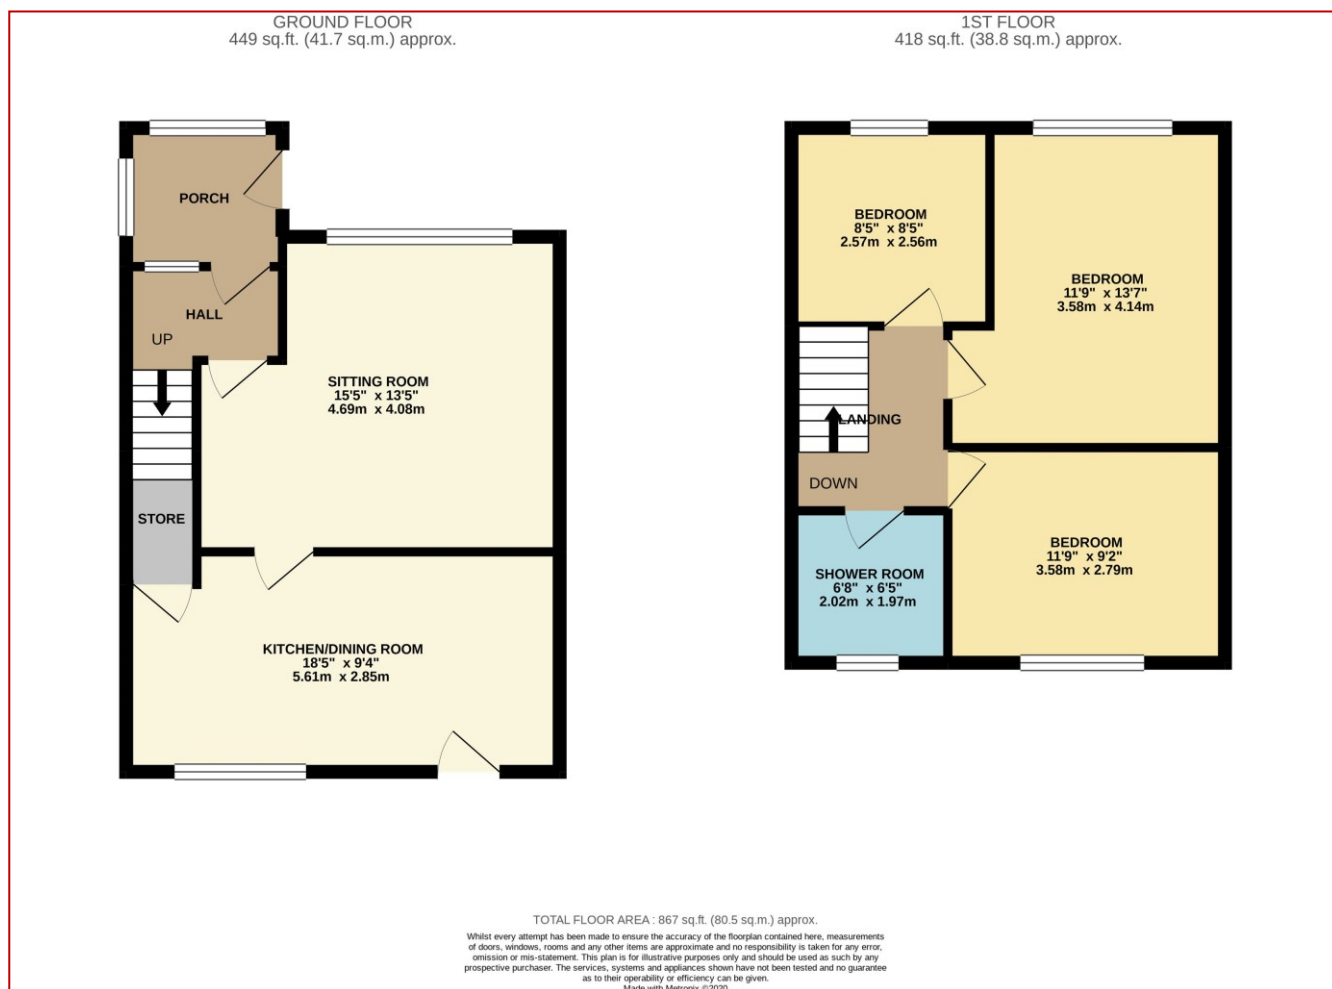 GROUND FLOOR
449 sq.ft. (41.7 sq.m.) approx.
PORCH
HALL
UP
SITTING ROOM
15'5" x 13'5"
4.69m x 4.08m
STORE
KITCHEN/DINING ROOM
18'5" x 9'4"
5.61m x 2.85m
1ST FLOOR
418 sq.ft. (38.8 sq.m.) approx.
BEDROOM
8'5" x 8'5"
2.57m x 2.56m
BEDROOM
11'9" x 13'7"
3.58m x 4.14m
LANDING
DOWN
BEDROOM
11'9" x 9'2"
3.58m x 2.79m
SHOWER ROOM
6'8" x 6'5"
2.02m x 1.97m
TOTAL FLOOR AREA : 867 sq.ft. (80.5 sq.m.) approx.
Whilst every attempt has been made to ensure the accuracy of the floorplan contained here, measurements
of doors, windows, rooms and any other items are approximate and no responsibility is taken for any error,
omission or mis-statement. This plan is for illustrative purposes only and should be used as such by any
prospective purchaser. The services, systems and appliances shown have not been tested and no guarantee
as to their operability or efficiency can be given.
Made with Metropix ©2020